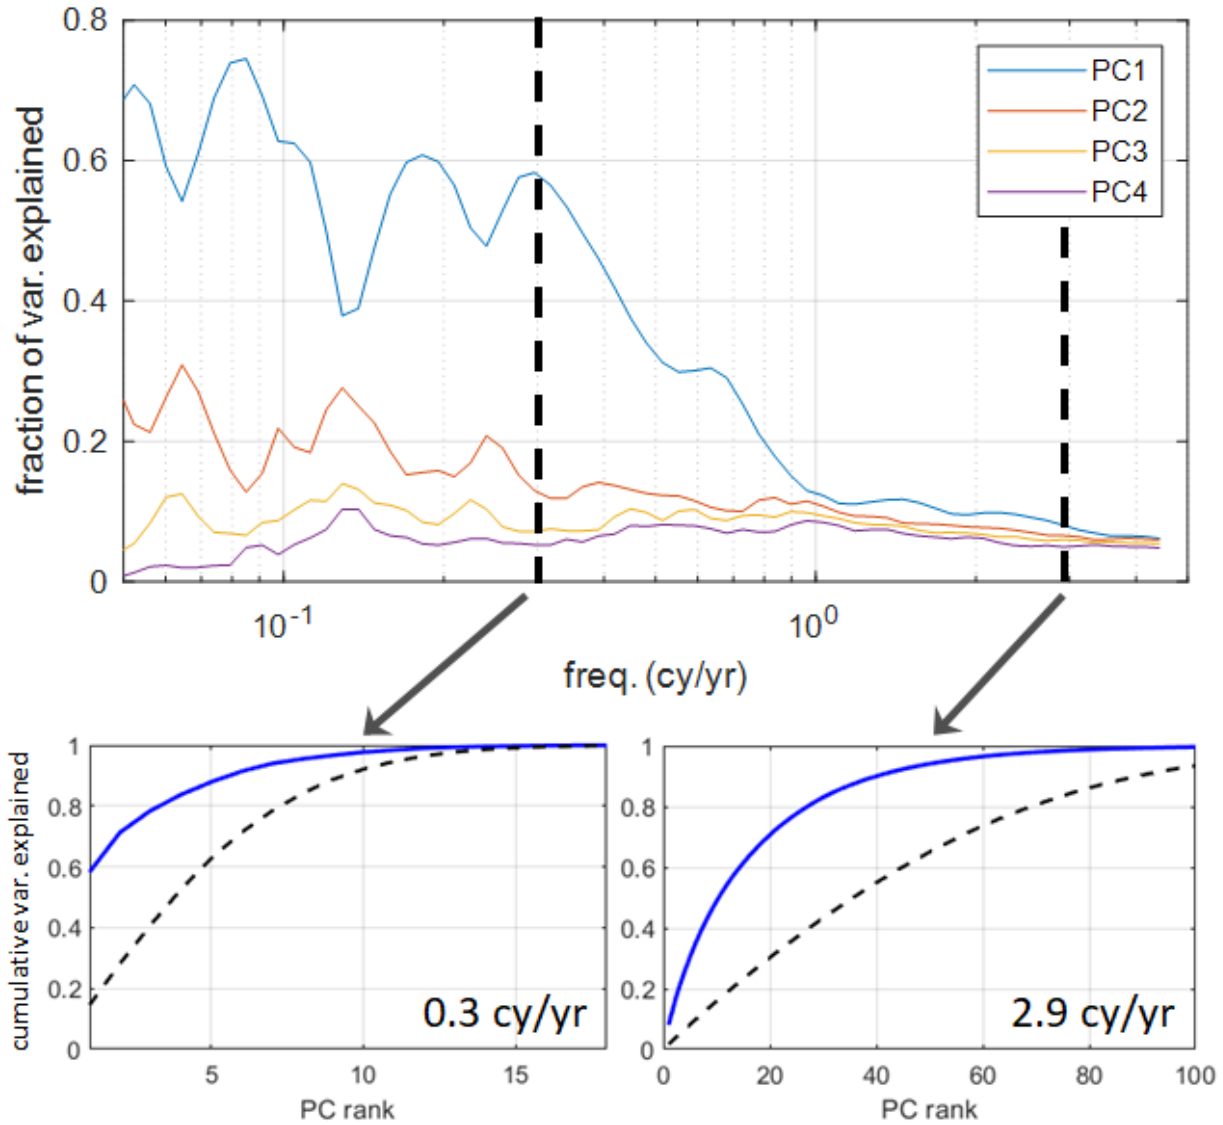 0.8
0.6
0.4
0.2
0
fraction of var. explained
PC1
PC2
PC3
PC4
10^-1
10^0
freq. (cy/yr)
1
0.8
0.6
0.4
0.2
0
cumulative var. explained
0.3 cy/yr
5
10
15
PC rank
1
0.8
0.6
0.4
0.2
0
2.9 cy/yr
0
20
40
60
80
100
PC rank